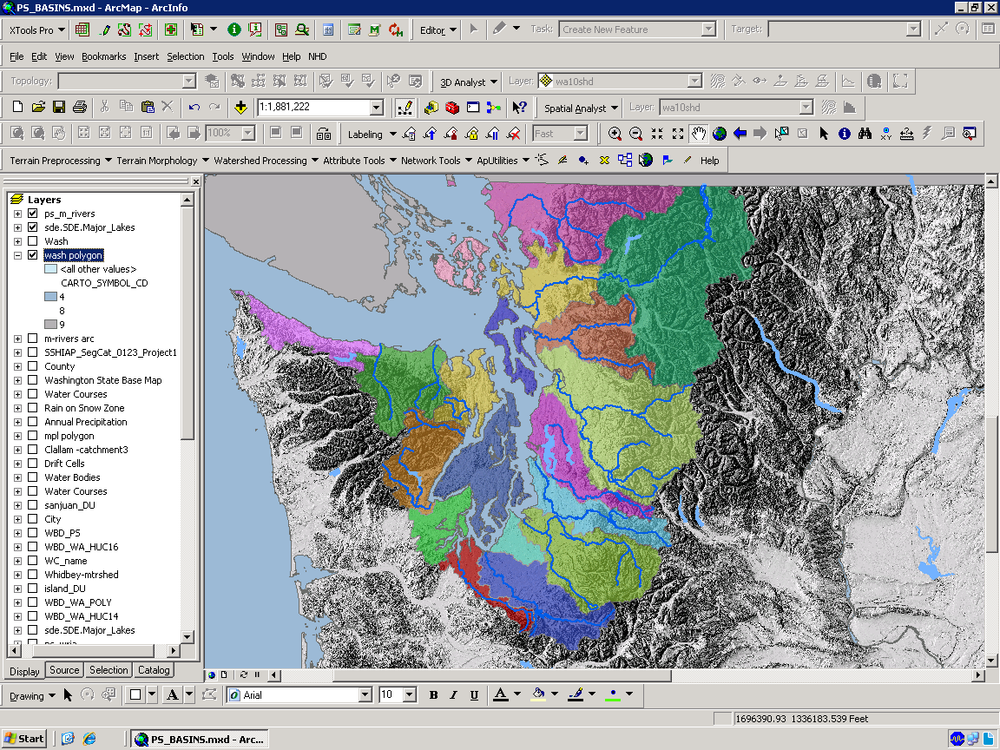 PS_BASINS.mxd - ArcMap - ArcInfo
XTools Pro Editor Task: Create New Feature Target:
File Edit View Bookmarks Insert Selection Tools Window Help NHD
Topology: 3D Analyst Layer: wa10shd
1:1,881,222 Spatial Analyst Layer: wa10shd
100% Labeling Fast
Terrain Preprocessing Terrain Morphology Watershed Processing Attribute Tools Network Tools ApUtilities Help
Layers
ps_m_rivers
sde.SDE.Major_Lakes
Wash
wash polygon
<all other values>
CARTO_SYMBOL_CD
4
8
9
m-rivers arc
SSHIAP_SegCat_0123_Project1
County
Washington State Base Map
Water Courses
Rain on Snow Zone
Annual Precipitation
mpl polygon
Clallam -catchment3
Drift Cells
Water Bodies
Water Courses
sanjuan_DU
City
WBD_PS
WBD_WA_HUC16
WC_name
Whidbey-mtrshed
island_DU
WBD_WA_POLY
WBD_WA_HUC14
sde.SDE.Major_Lakes
Display Source Selection Catalog
Drawing A Arial 10 B I U A
1696390.93 1336183.539 Feet
Start PS_BASINS.mxd - Arc...